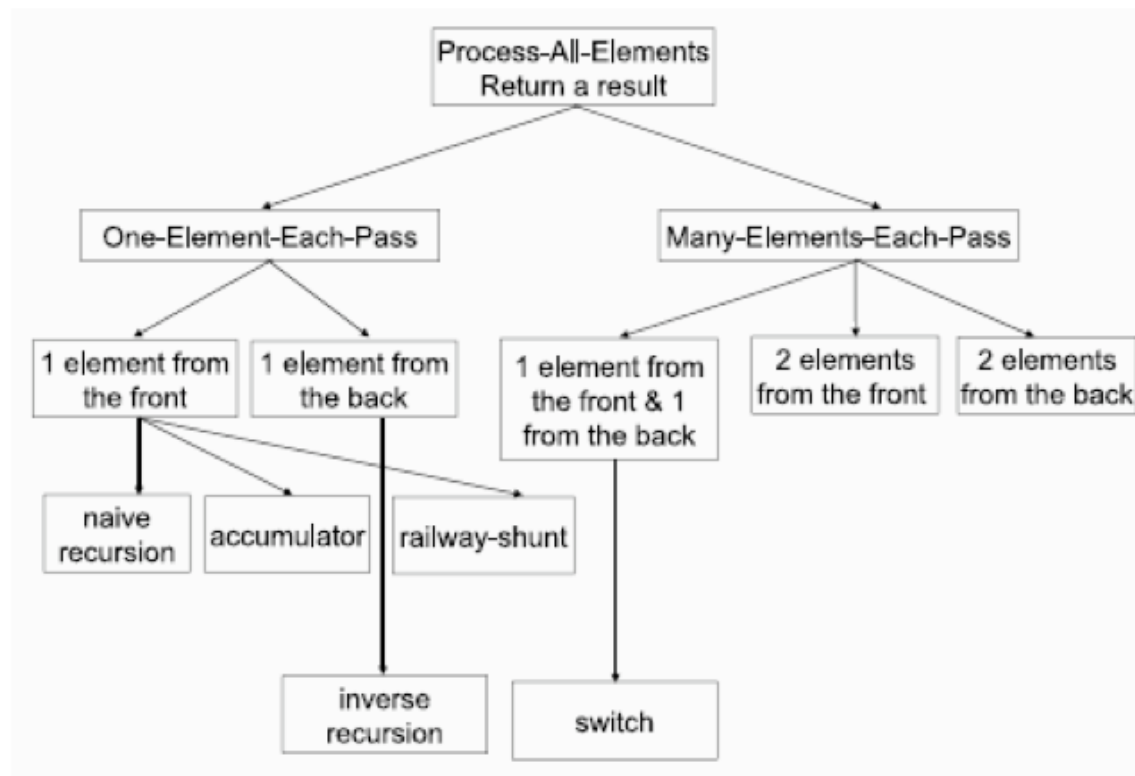 Process-All-Elements
Return a result
One-Element-Each-Pass
Many-Elements-Each-Pass
1 element from
the front
1 element from
the back
1 element from
the front & 1
from the back
2 elements
from the front
2 elements
from the back
naive
recursion
accumulator
railway-shunt
inverse
recursion
switch